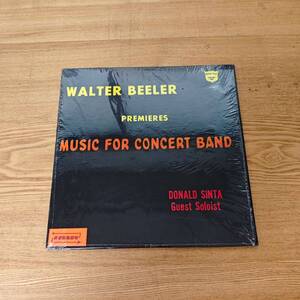 WALTER BEELER
PREMIERES
MUSIC FOR CONCERT BAND
DONALD SINTA
Guest Soloist